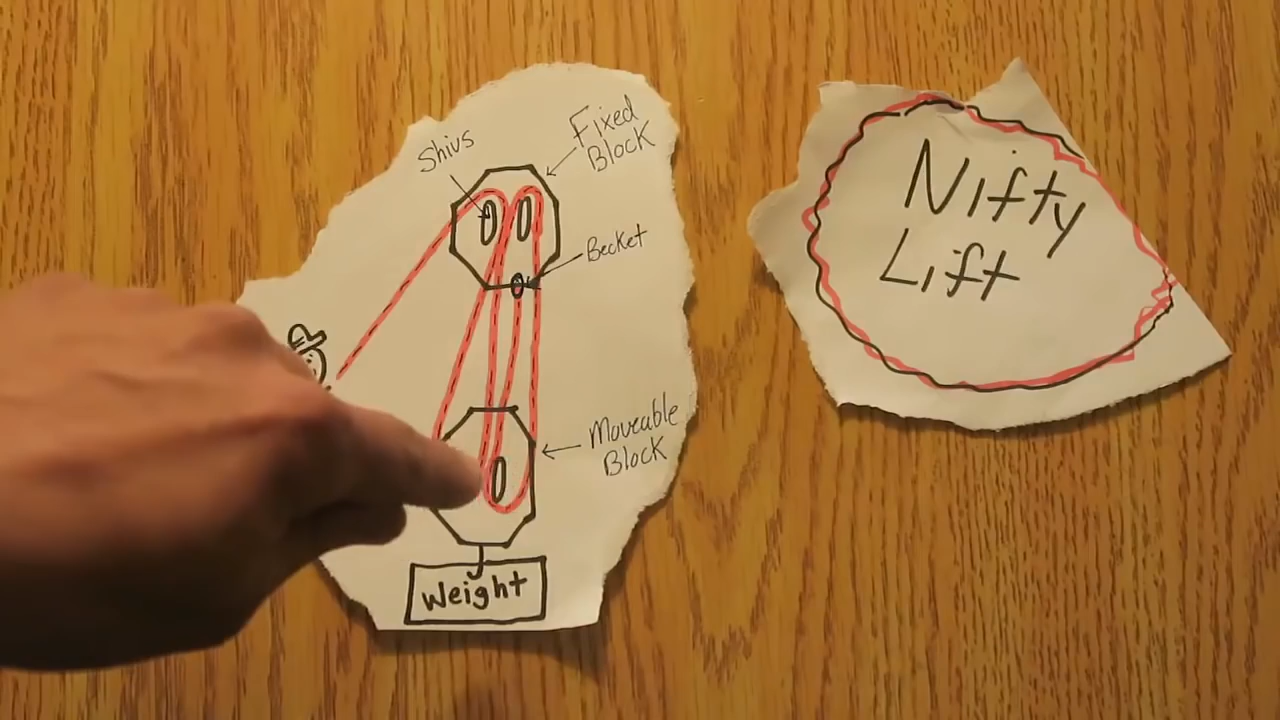 Shivs
Fixed
Block
Becket
Moveable
Block
Weight
Nifty
Lift